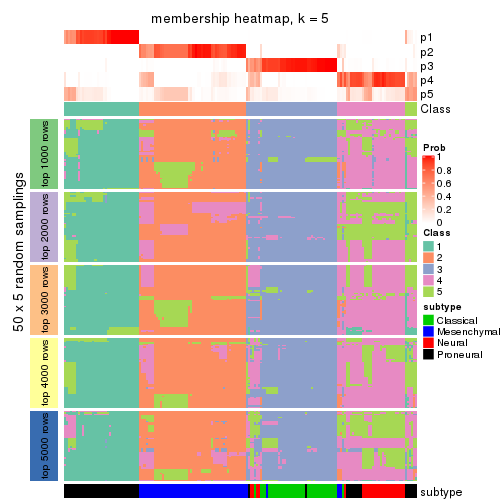 membership heatmap, k = 5
p1
p2
p3
p4
p5
Class
50 x 5 random samplings
top 1000 rows
top 2000 rows
top 3000 rows
top 4000 rows
top 5000 rows
subtype
Prob
1
0.8
0.6
0.4
0.2
0
Class
1
2
3
4
5
subtype
Classical
Mesenchymal
Neural
Proneural